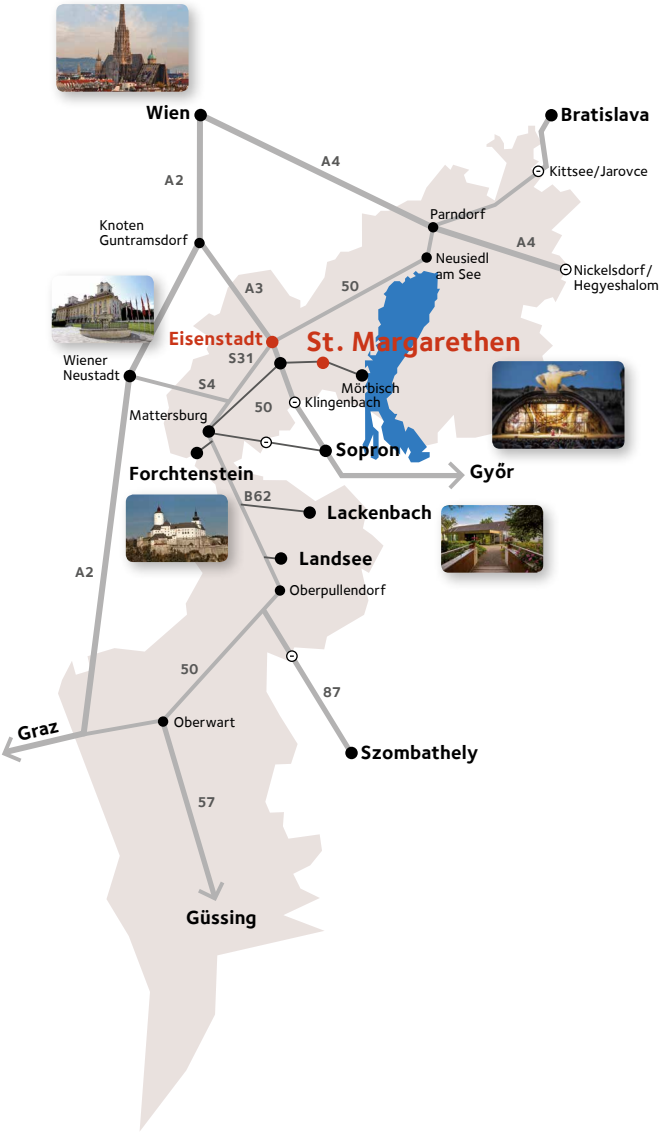 Wien
Bratislava
A4
Kittsee/Jarovce
A2
Parndorf
Knoten
Guntramsdorf
A4
Neusiedl
am See
Nickelsdorf/
Hegyeshalom
A3
50
Eisenstadt
St. Margarethen
S31
Wiener
Neustadt
S4
Mörbisch
Klingenbach
50
Mattersburg
Sopron
Forchtenstein
Győr
B62
Lackenbach
Landsee
A2
Oberpullendorf
50
87
Graz
Oberwart
Szombathely
57
Güssing